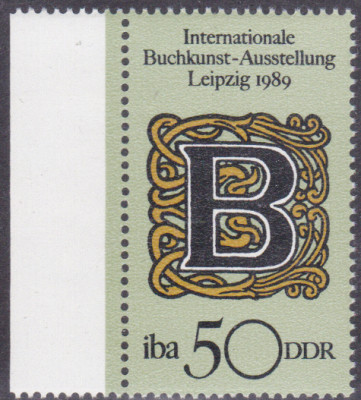 Internationale
Buchkunst-Ausstellung
Leipzig 1989
B
iba 50 DDR